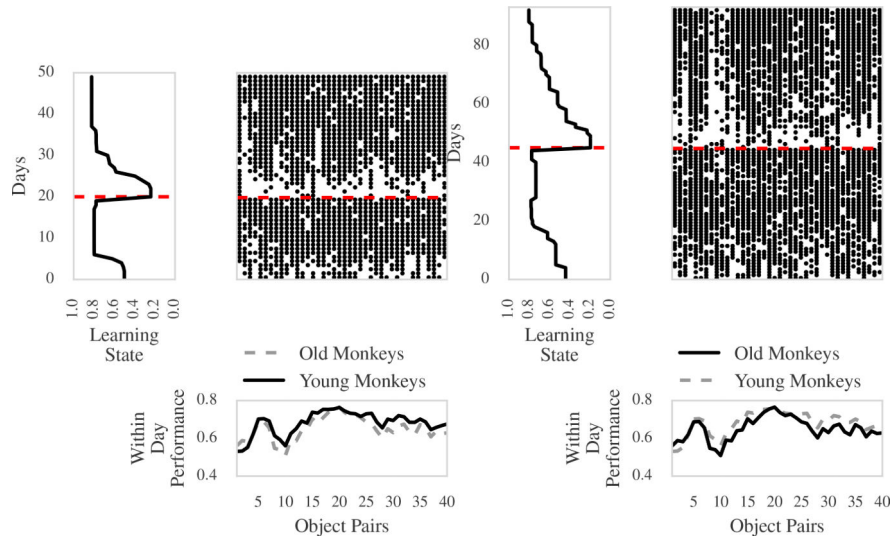 50
40
30
20
10
0
Days
1.0
0.8
0.6
0.4
0.2
0.0
Learning
State
80
60
40
20
0
Days
1.0
0.8
0.6
0.4
0.2
0.0
Learning
State
Old Monkeys
Young Monkeys
0.8
0.6
0.4
Within
Day
Performance
5 10 15 20 25 30 35 40
Object Pairs
Old Monkeys
Young Monkeys
0.8
0.6
0.4
Within
Day
Performance
5 10 15 20 25 30 35 40
Object Pairs